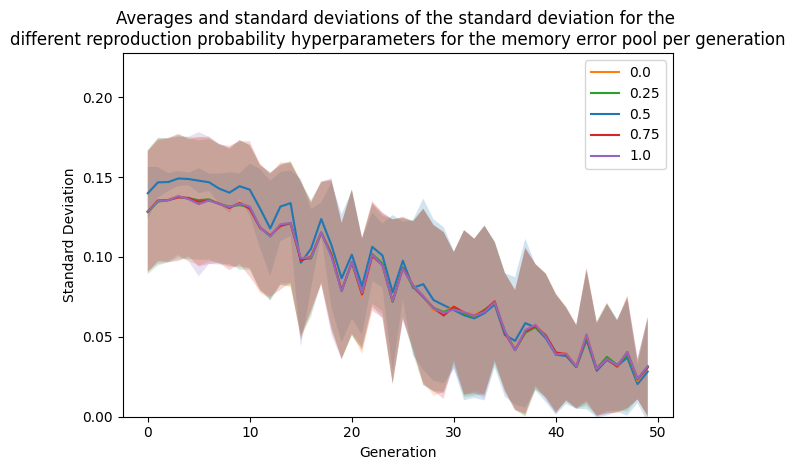 Averages and standard deviations of the standard deviation for the
different reproduction probability hyperparameters for the memory error pool per generation
0.0
0.25
0.5
0.75
1.0
0.20
0.15
0.10
0.05
0.00
Standard Deviation
0 10 20 30 40 50
Generation